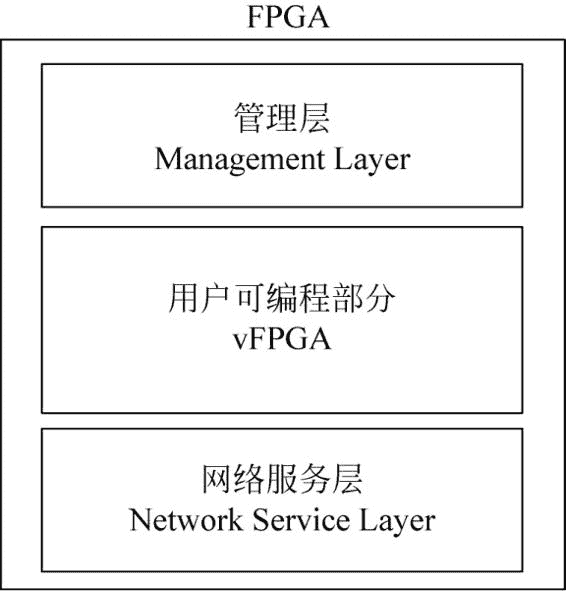 FPGA
管理层
Management Layer
用户可编程部分
vFPGA
网络服务层
Network Service Layer